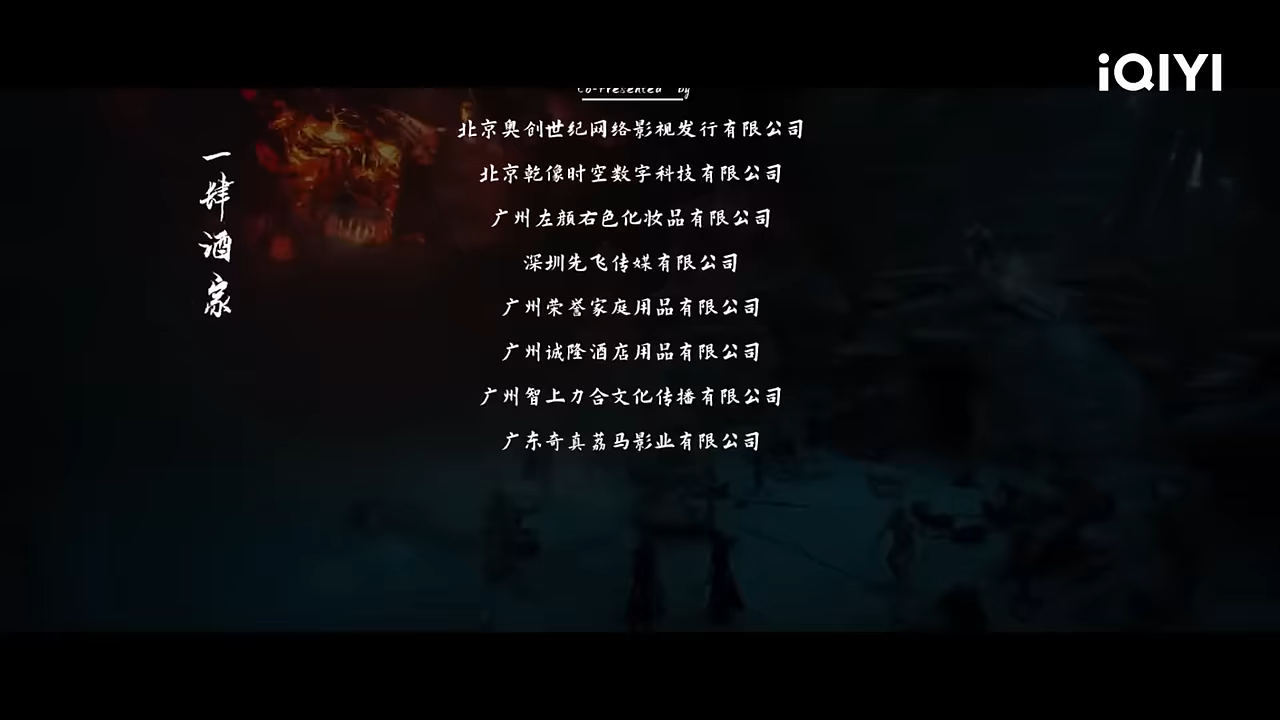 iQIYI
Co-Presented by
北京奥创世纪网络影视发行有限公司
北京乾像时空数字科技有限公司
广州左颜右色化妆品有限公司
深圳先飞传媒有限公司
广州荣誉家庭用品有限公司
广州诚隆酒店用品有限公司
广州智上力合文化传播有限公司
广东奇真荔马影业有限公司
一肆酒家